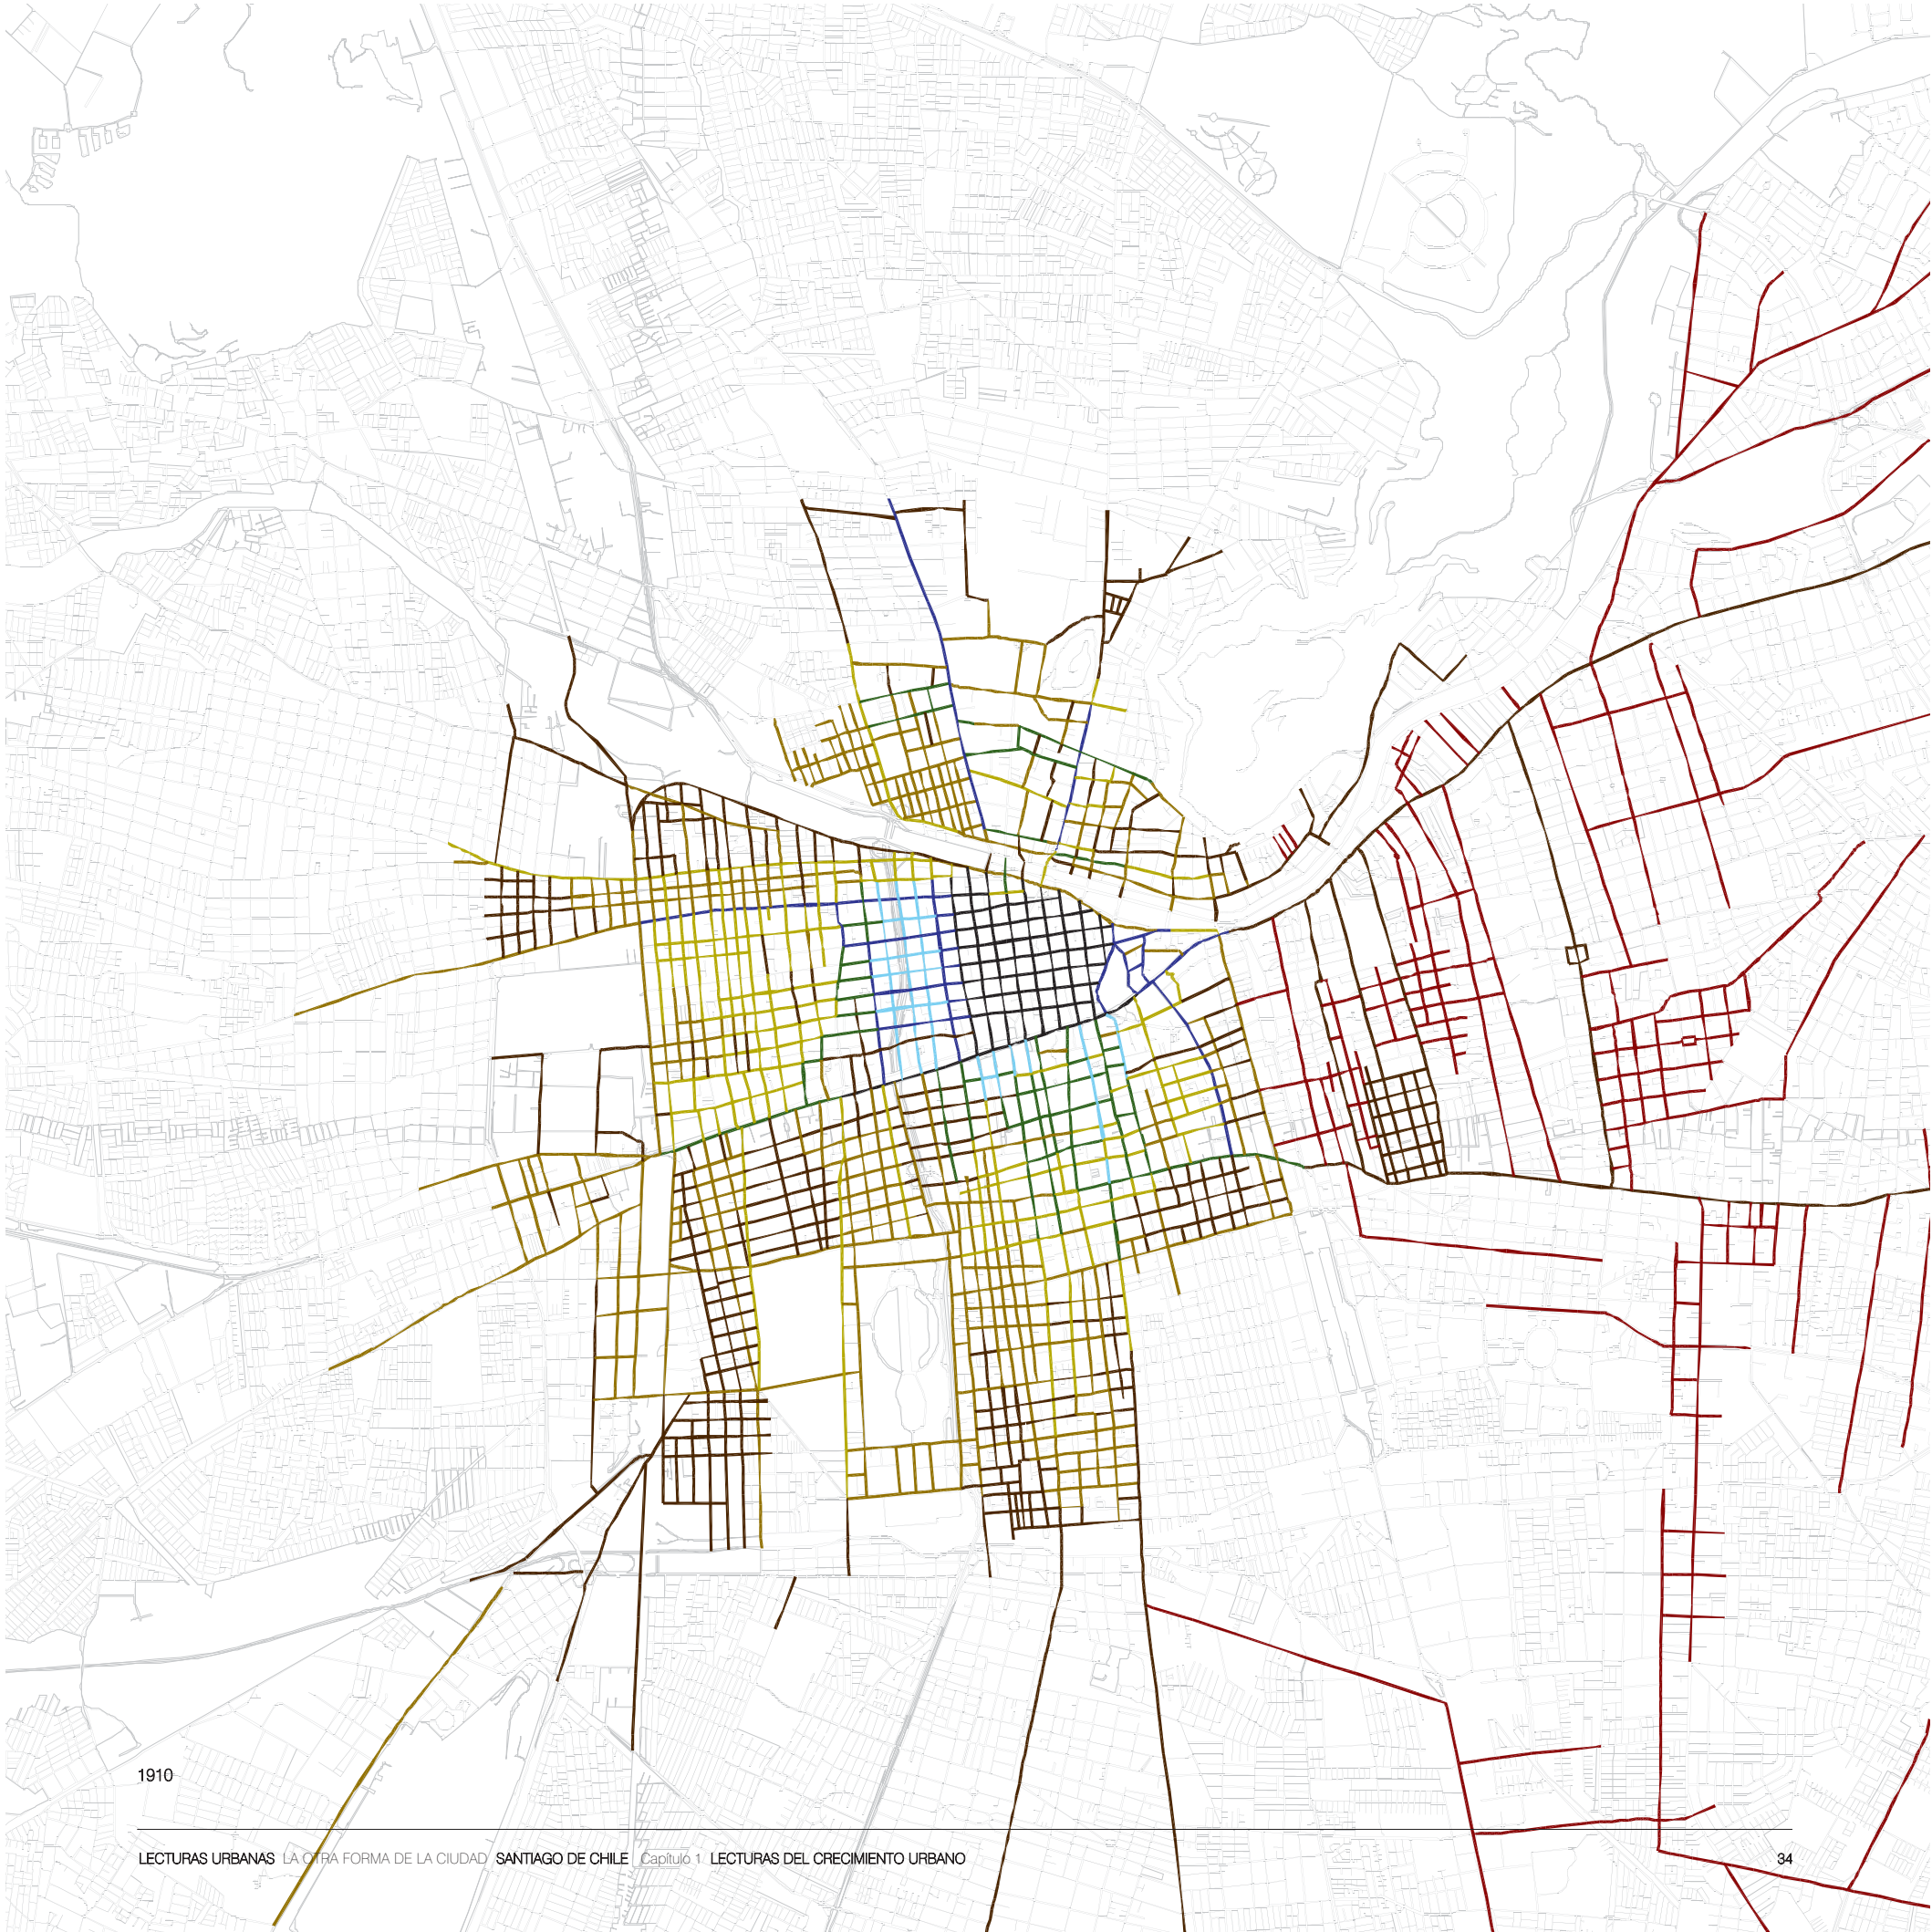 1910
LECTURAS URBANAS LA OTRA FORMA DE LA CIUDAD SANTIAGO DE CHILE Capítulo 1 LECTURAS DEL CRECIMIENTO URBANO 34